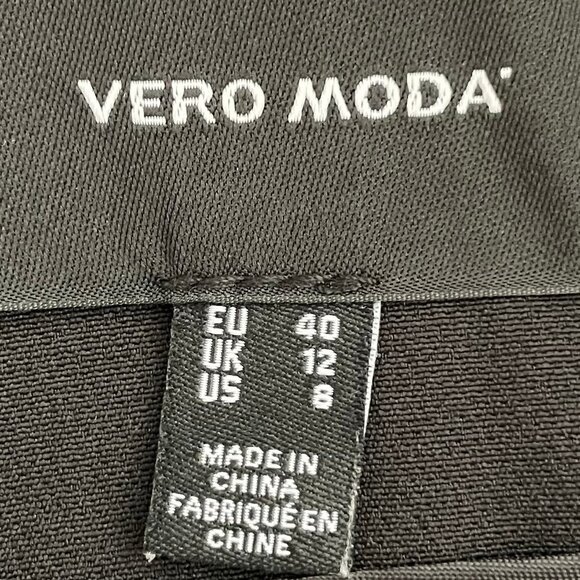 VERO MODA
EU 40
UK 12
US 8
MADE IN
CHINA
FABRIQUÉ EN
CHINE